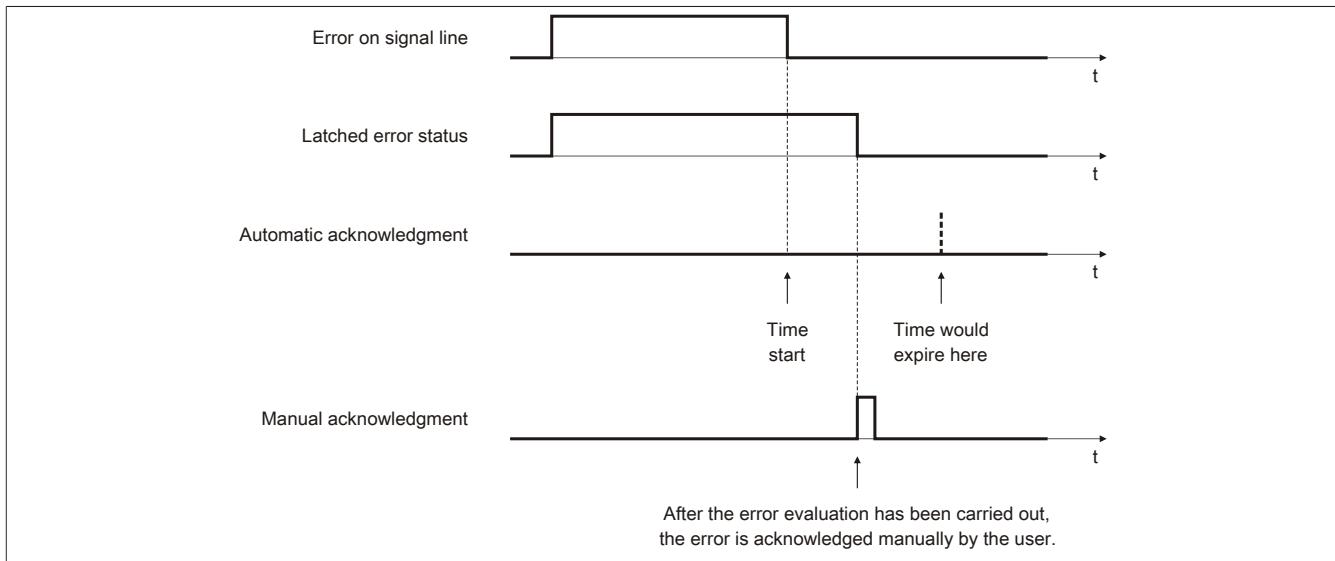 Error on signal line
t
Latched error status
t
Automatic acknowledgment
t
Time
start
Time would
expire here
Manual acknowledgment
t
After the error evaluation has been carried out,
the error is acknowledged manually by the user.